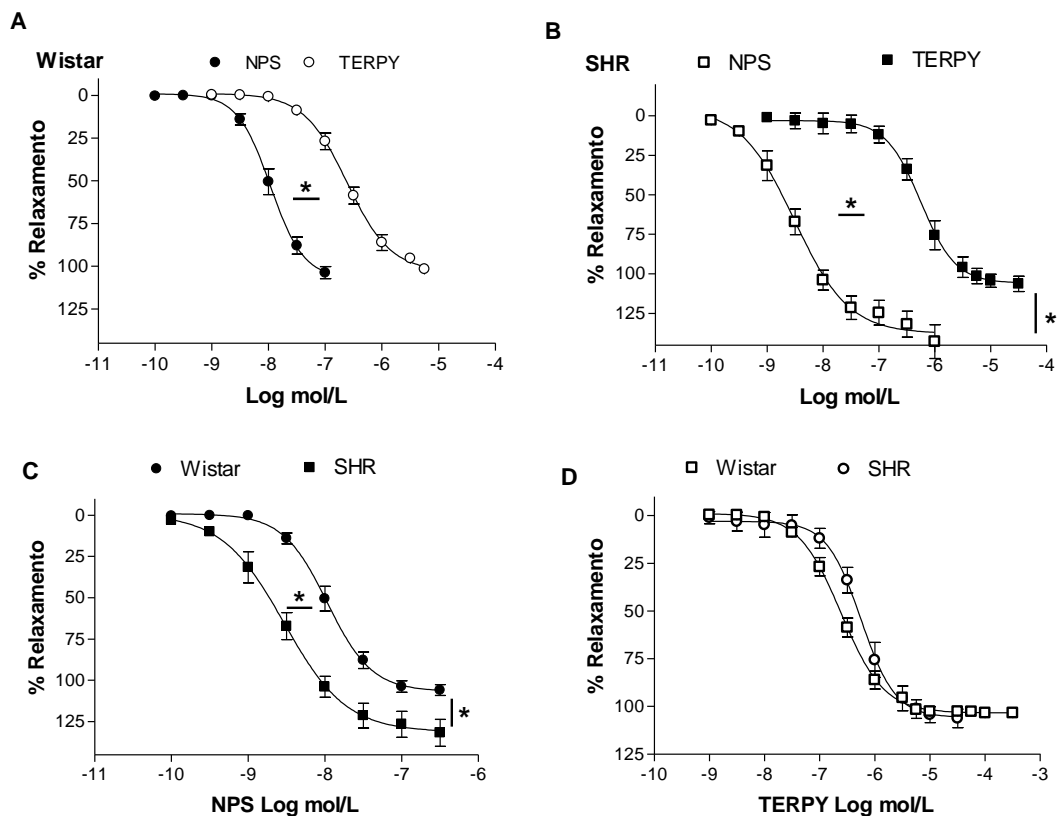 A
Wistar
NPS
TERPY
0
25
50
75
100
125
% Relaxamento
*
-11 -10 -9 -8 -7 -6 -5 -4
Log mol/L
B
SHR
NPS
TERPY
0
25
50
75
100
125
% Relaxamento
*
*
-11 -10 -9 -8 -7 -6 -5 -4
Log mol/L
C
Wistar
SHR
0
25
50
75
100
125
% Relaxamento
*
*
-11 -10 -9 -8 -7 -6
NPS Log mol/L
D
Wistar
SHR
0
25
50
75
100
125
% Relaxamento
-10 -9 -8 -7 -6 -5 -4 -3
TERPY Log mol/L